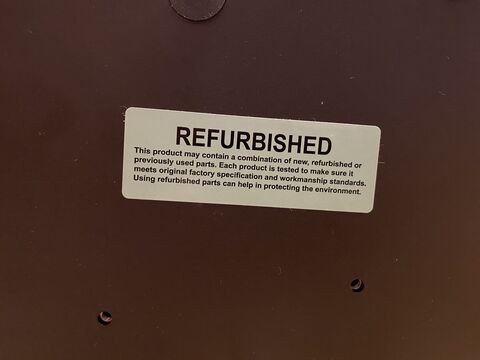 REFURBISHED
This product may contain a combination of new, refurbished or
previously used parts. Each product is tested to make sure it
meets original factory specification and workmanship standards.
Using refurbished parts can help in protecting the environment.